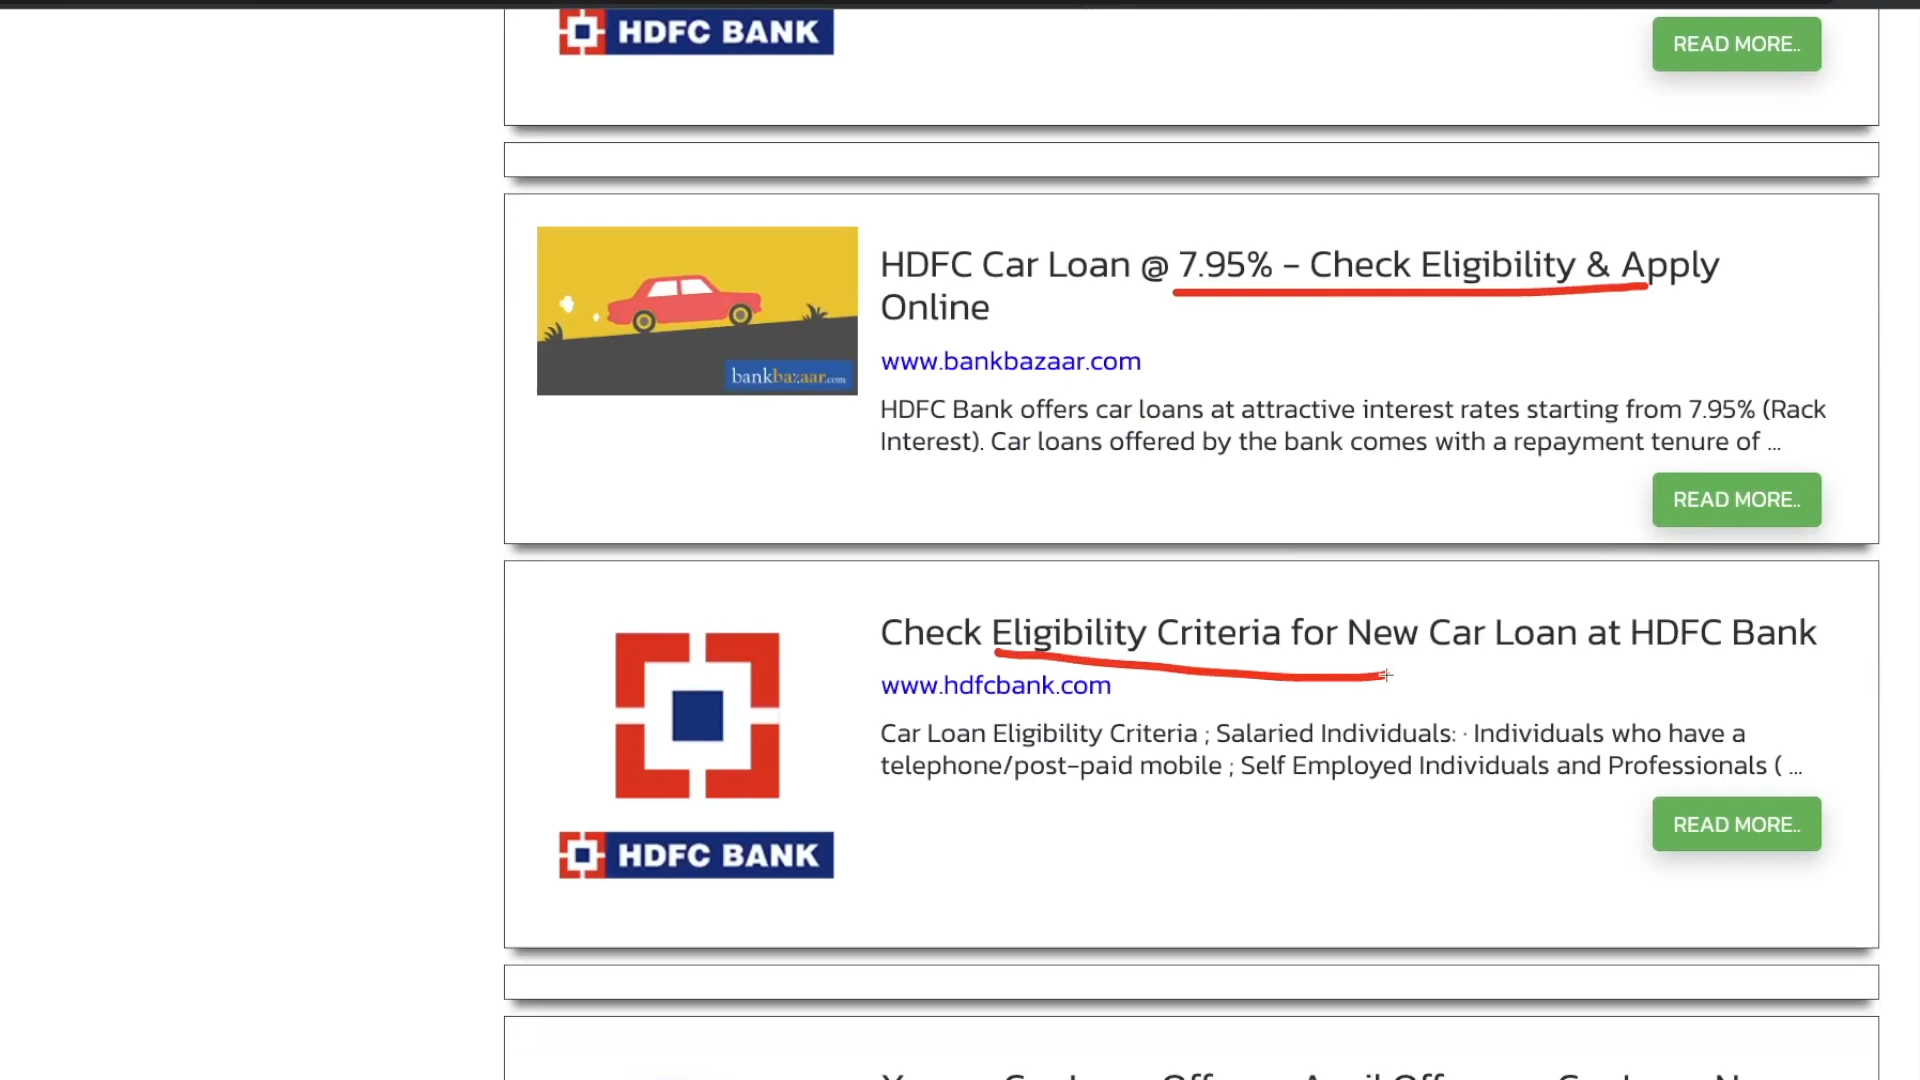 HDFC BANK
READ MORE..
HDFC Car Loan @ 7.95% - Check Eligibility & Apply
Online
www.bankbazaar.com
bankbazaar.com
HDFC Bank offers car loans at attractive interest rates starting from 7.95% (Rack
Interest). Car loans offered by the bank comes with a repayment tenure of ...
READ MORE..
Check Eligibility Criteria for New Car Loan at HDFC Bank
www.hdfcbank.com
Car Loan Eligibility Criteria ; Salaried Individuals: · Individuals who have a
telephone/post-paid mobile ; Self Employed Individuals and Professionals ( ...
READ MORE..
HDFC BANK